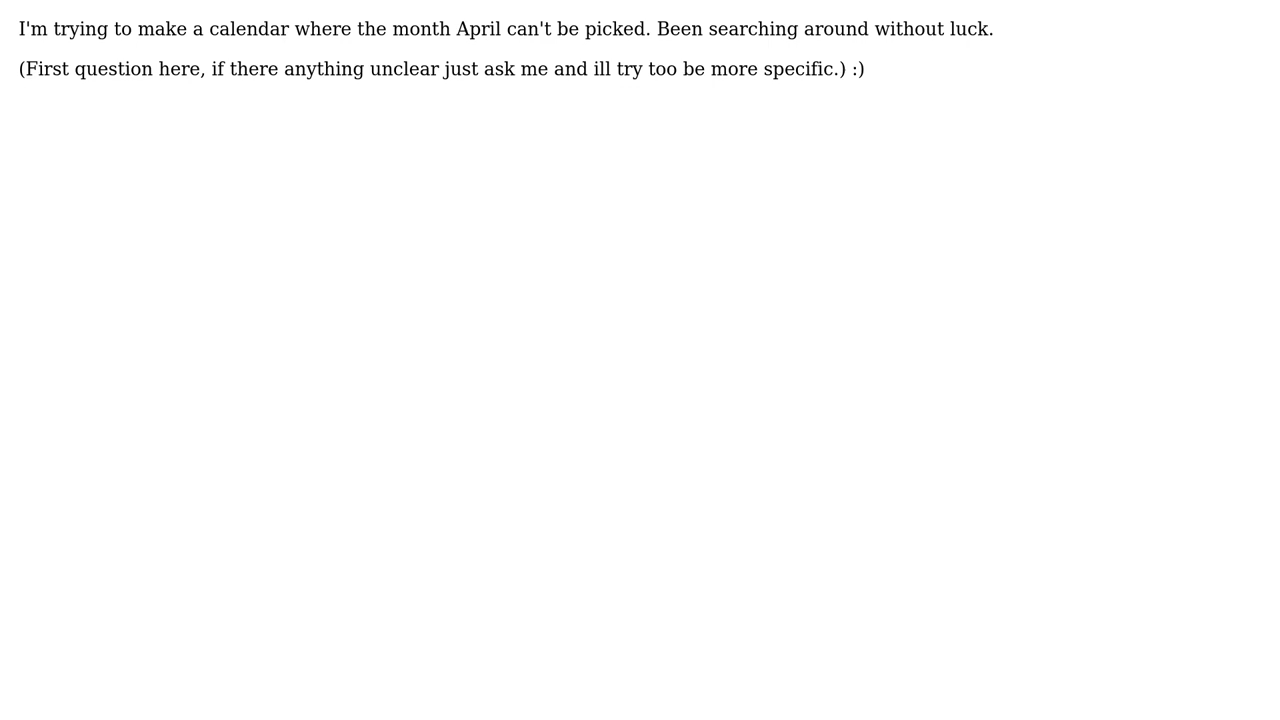 I'm trying to make a calendar where the month April can't be picked. Been searching around without luck.
(First question here, if there anything unclear just ask me and ill try too be more specific.) :)